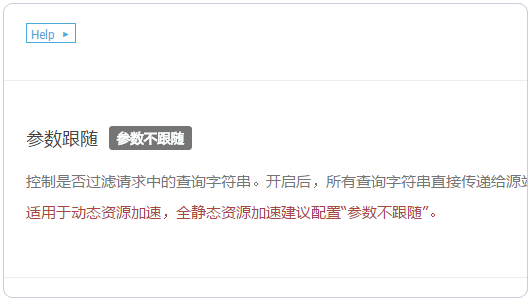 Help ▸
参数跟随 参数不跟随
控制是否过滤请求中的查询字符串。开启后，所有查询字符串直接传递给源
适用于动态资源加速，全静态资源加速建议配置“参数不跟随”。